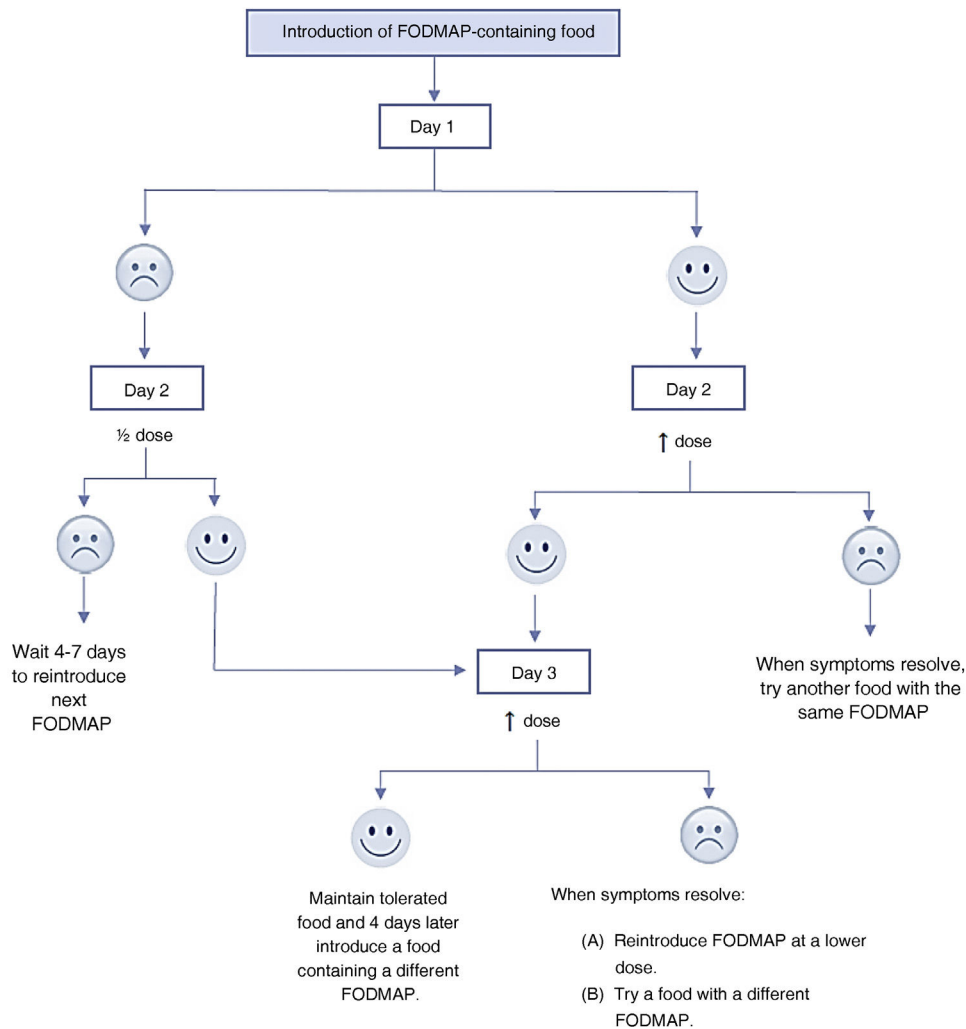 Introduction of FODMAP-containing food
Day 1
Day 2
½ dose
Day 2
↑ dose
Wait 4-7 days
to reintroduce
next
FODMAP
Day 3
↑ dose
When symptoms resolve,
try another food with the
same FODMAP
Maintain tolerated
food and 4 days later
introduce a food
containing a different
FODMAP.
When symptoms resolve:
(A) Reintroduce FODMAP at a lower
dose.
(B) Try a food with a different
FODMAP.